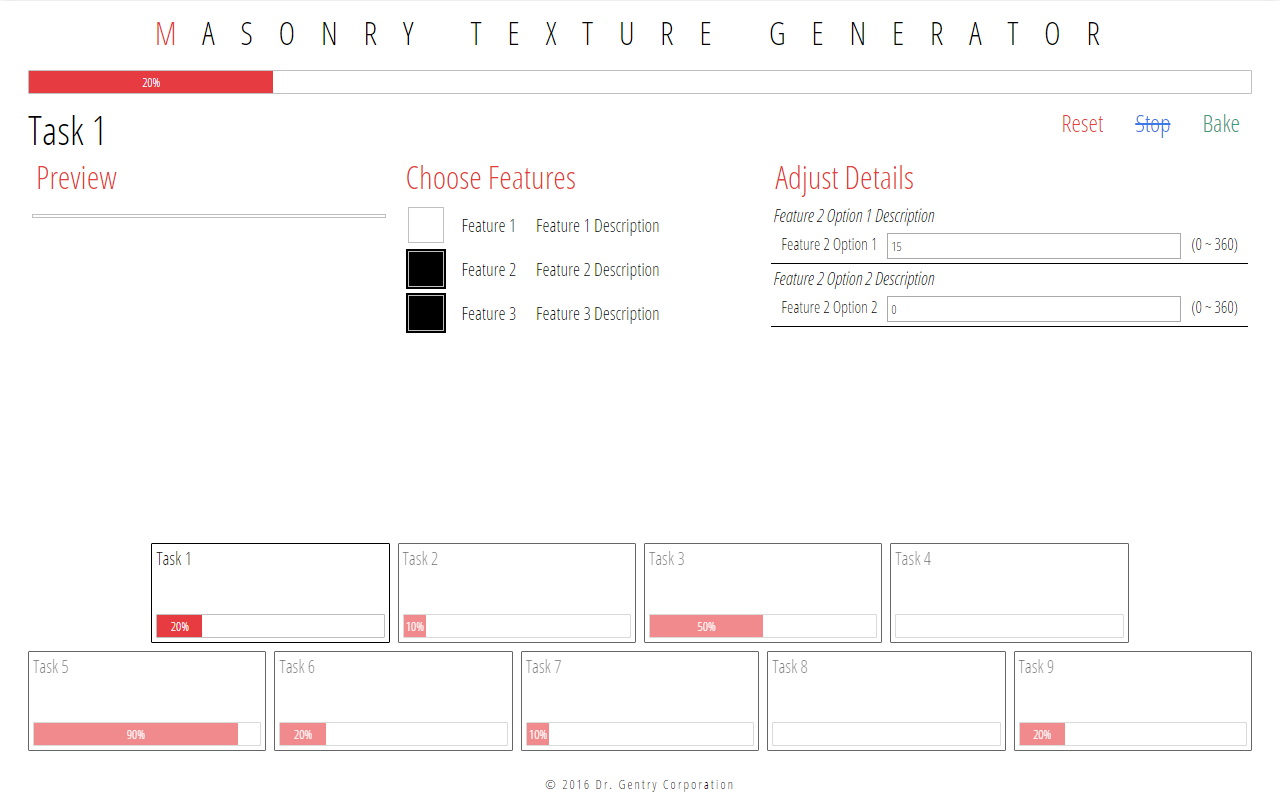 MASONRY TEXTURE GENERATOR
20%
Task 1
Reset Stop Bake
Preview
Choose Features
Feature 1 Feature 1 Description
Feature 2 Feature 2 Description
Feature 3 Feature 3 Description
Adjust Details
Feature 2 Option 1 Description
Feature 2 Option 1 15 (0 ~ 360)
Feature 2 Option 2 Description
Feature 2 Option 2 0 (0 ~ 360)
Task 1
20%
Task 2
10%
Task 3
50%
Task 4
Task 5
90%
Task 6
20%
Task 7
10%
Task 8
Task 9
20%
© 2016 Dr. Gentry Corporation